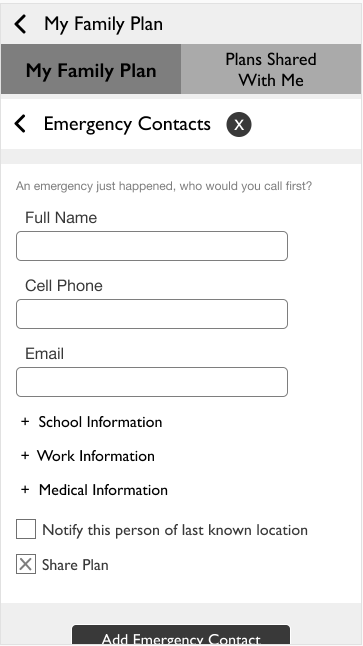 My Family Plan
My Family Plan
Plans Shared
With Me
Emergency Contacts X
An emergency just happened, who would you call first?
Full Name
Cell Phone
Email
+ School Information
+ Work Information
+ Medical Information
Notify this person of last known location
Share Plan
Add Emergency Contact